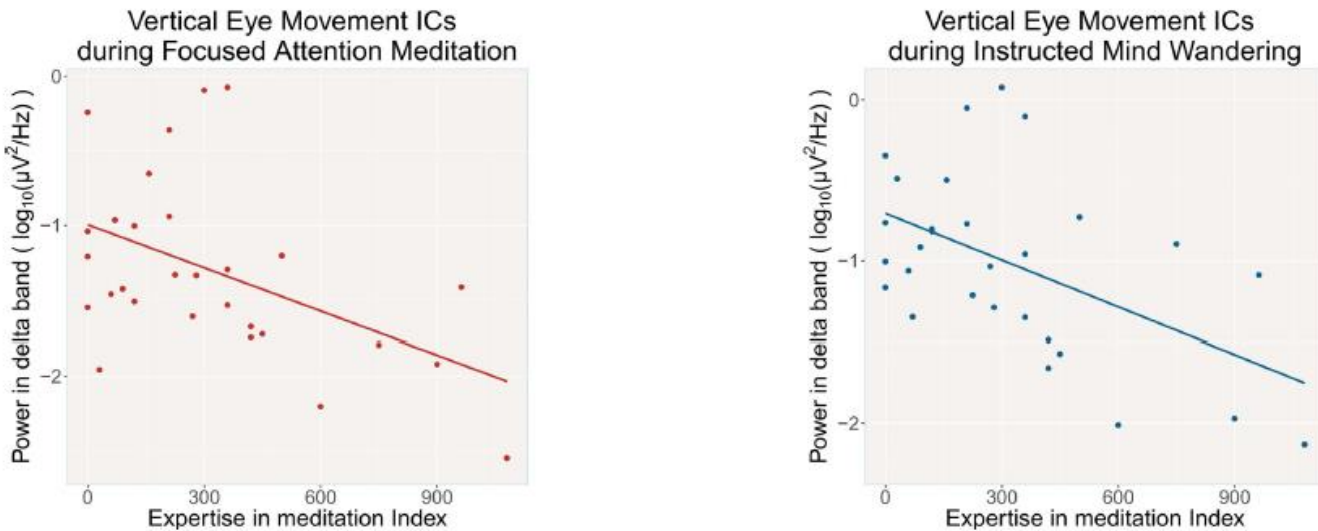 Vertical Eye Movement ICs
during Focused Attention Meditation
Power in delta band ( log₁₀(µV²/Hz) )
0
−1
−2
0
300
600
900
Expertise in meditation Index
Vertical Eye Movement ICs
during Instructed Mind Wandering
Power in delta band ( log₁₀(µV²/Hz) )
0
−1
−2
0
300
600
900
Expertise in meditation Index